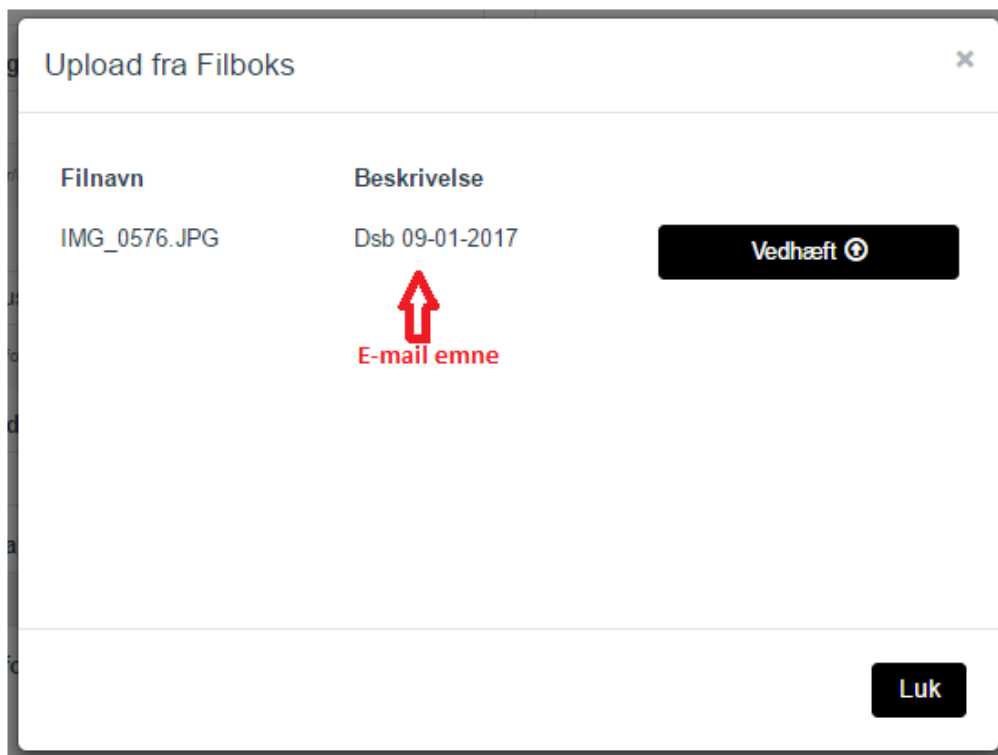 Upload fra Filboks
×
Filnavn Beskrivelse
IMG_0576.JPG Dsb 09-01-2017 Vedhæft
E-mail emne
Luk